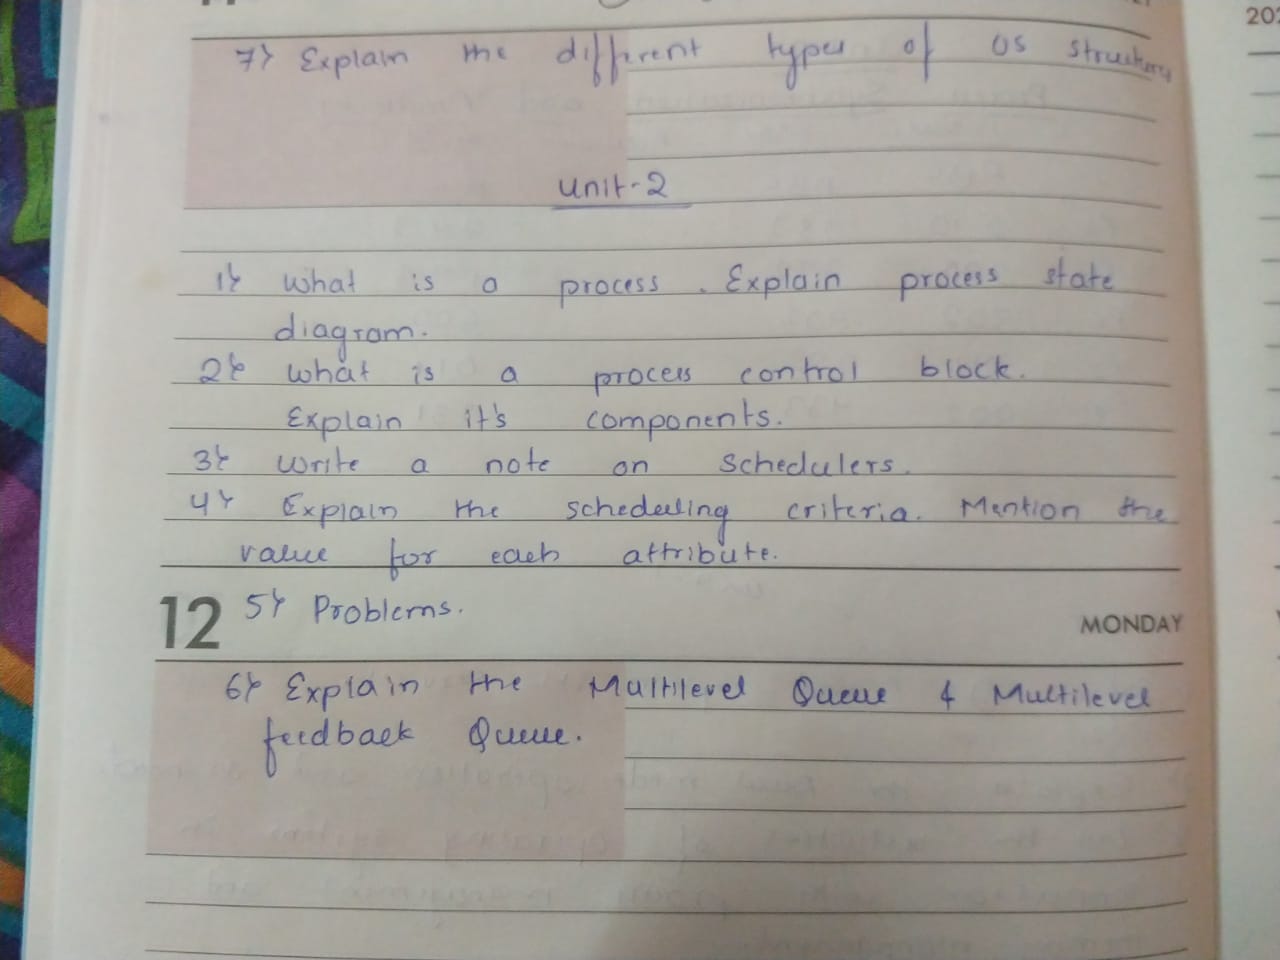 7) Explain the different types of OS structures
Unit-2
1) What is a process. Explain process state
diagram.
2) What is a process control block.
Explain it's components.
3) Write a note on schedulers.
4) Explain the scheduling criteria. Mention the
value for each attribute.
12 5) Problems.
MONDAY
6) Explain the Multilevel Queue & Multilevel
feedback Queue.